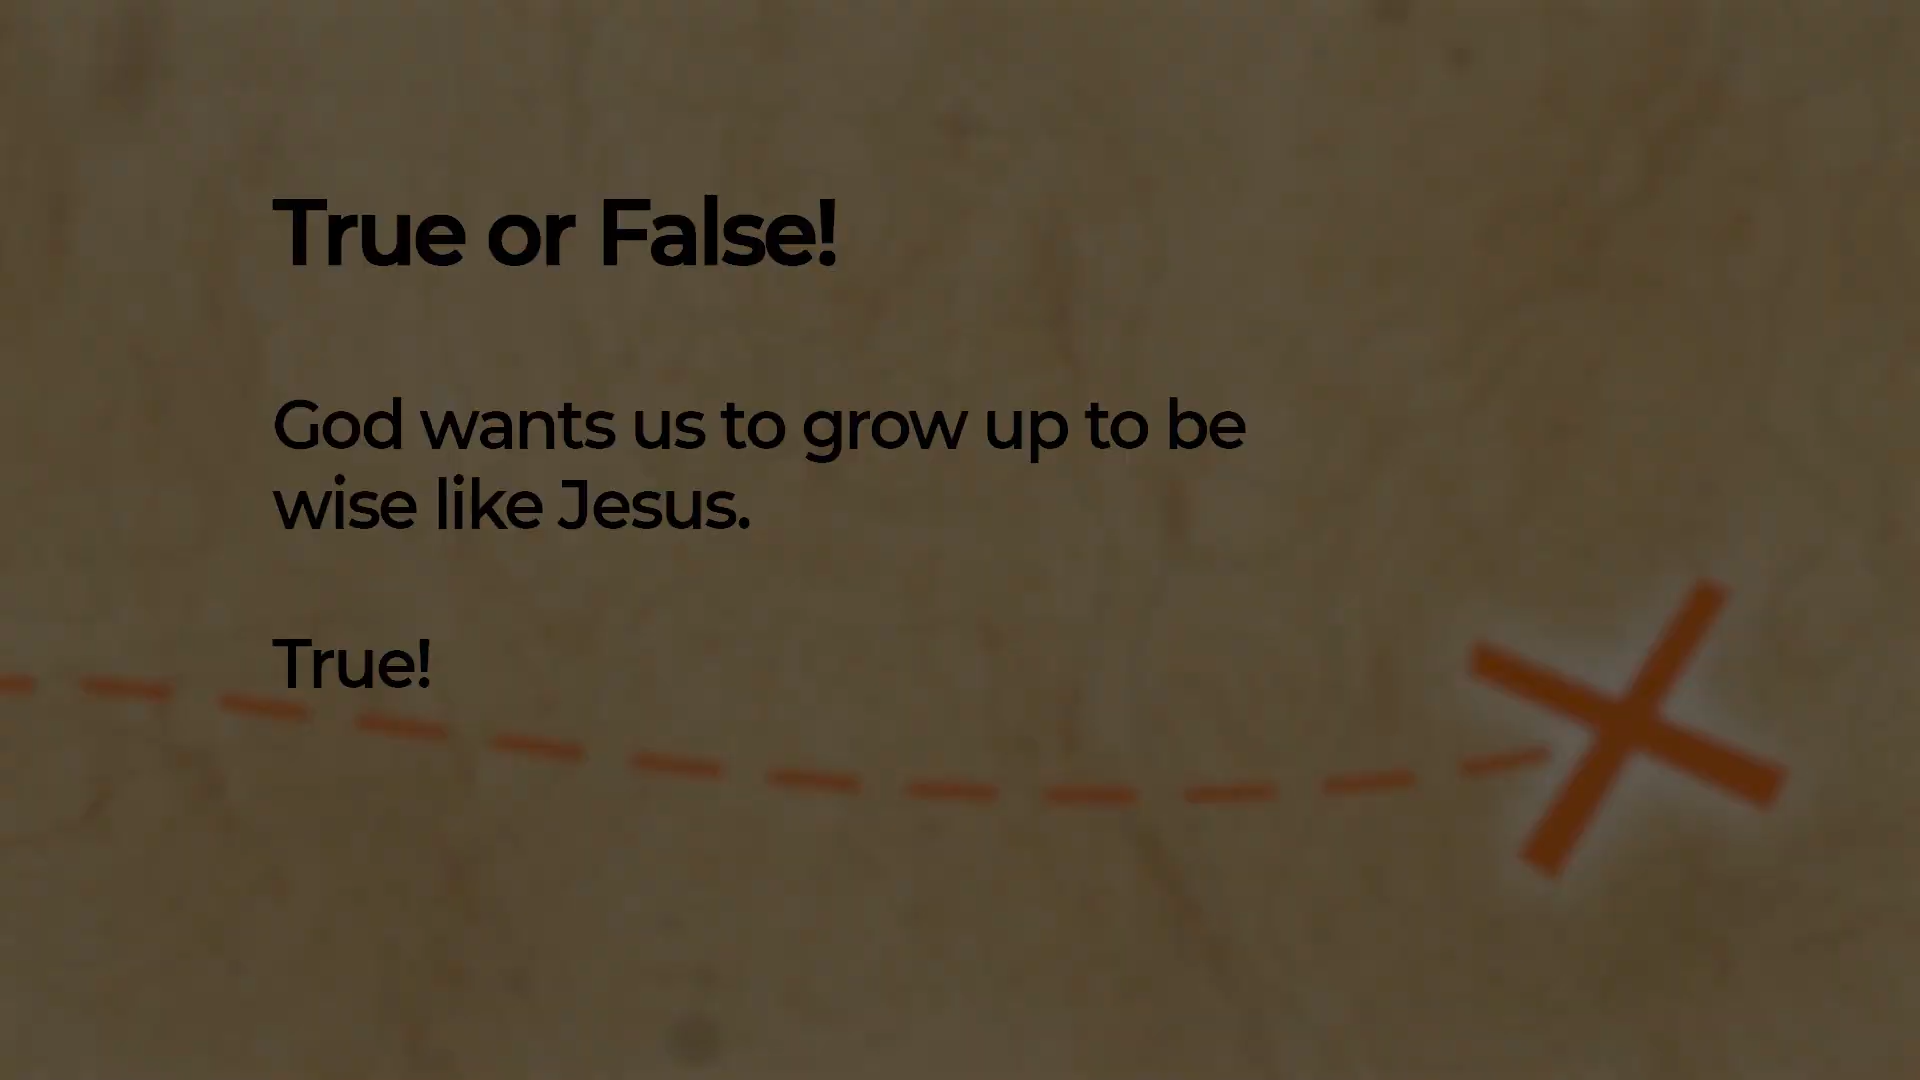 True or False!
God wants us to grow up to be
wise like Jesus.
True!